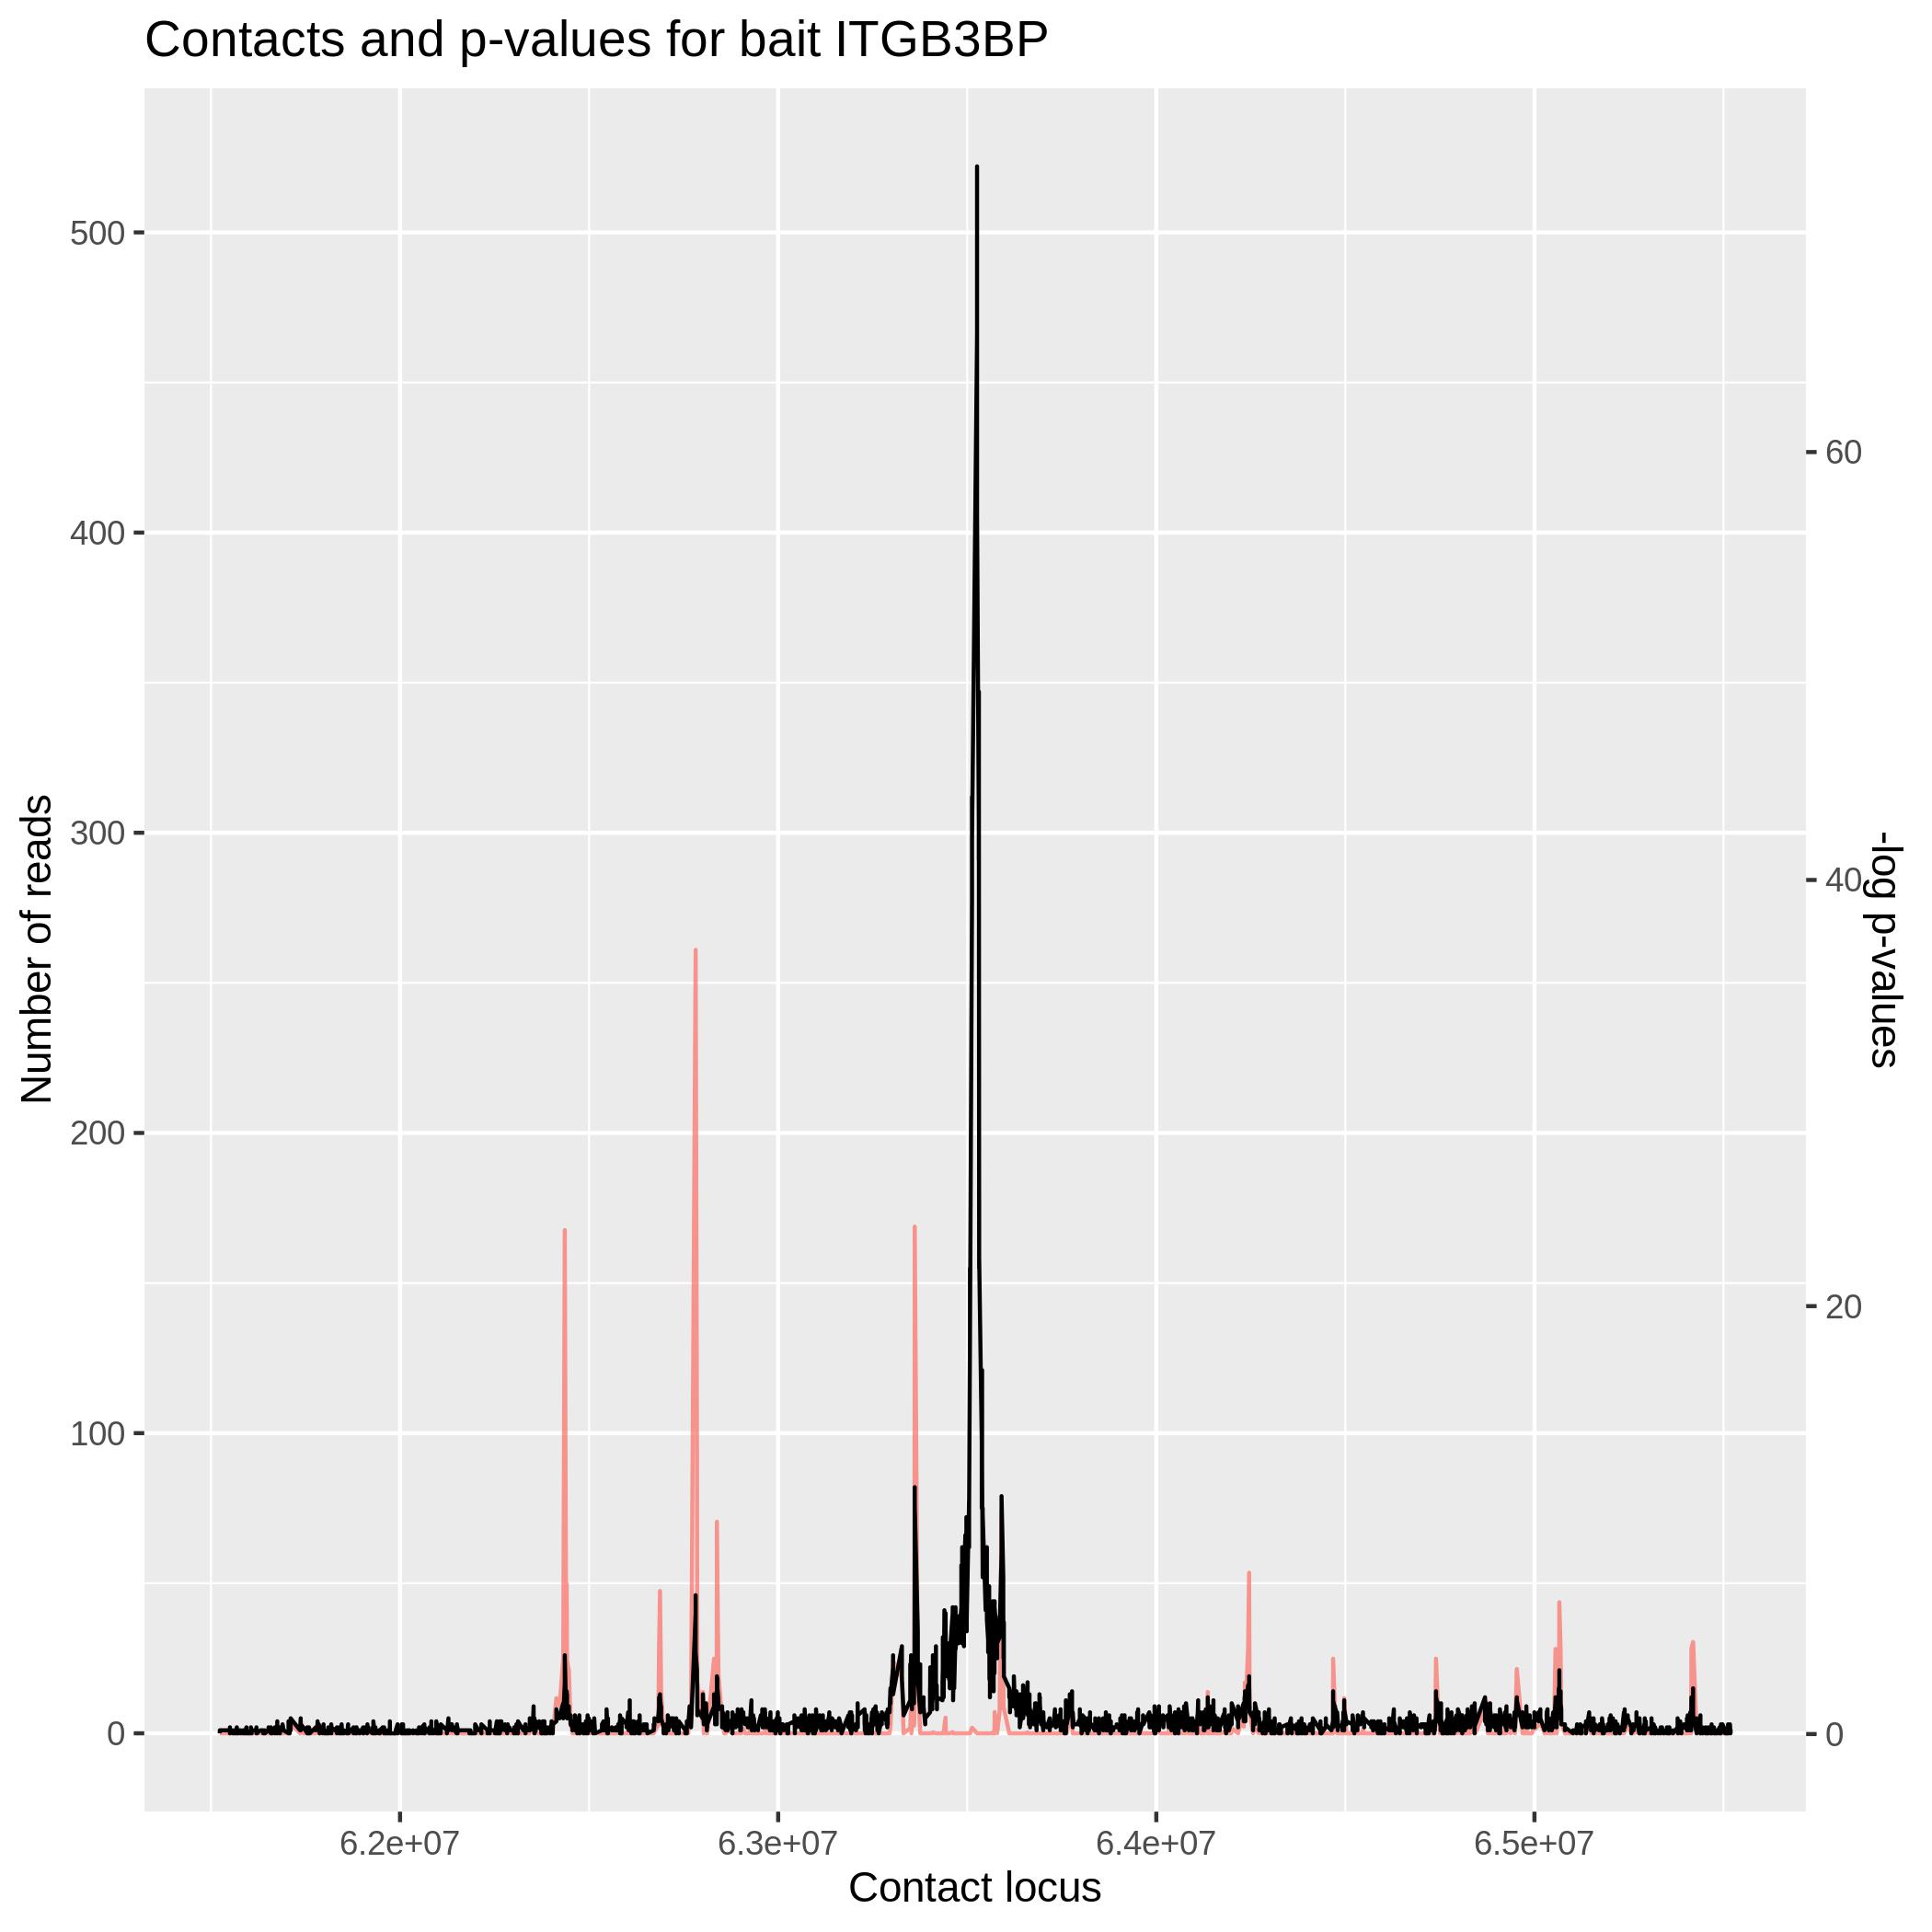 Contacts and p-values for bait ITGB3BP
500
400
300
200
100
0
Number of reads
60
40
20
0
-log p-values
6.2e+07
6.3e+07
6.4e+07
6.5e+07
Contact locus